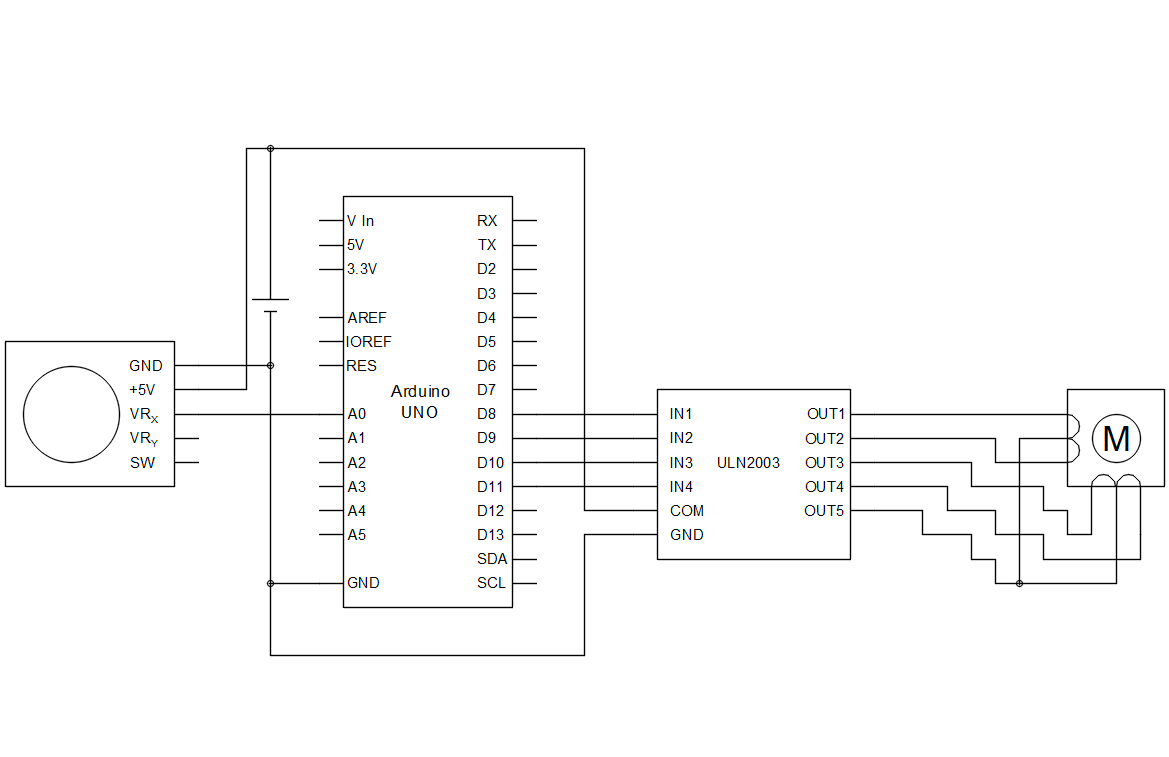 GND
+5V
VRX
VRY
SW
V In
5V
3.3V
AREF
IOREF
RES
A0
A1
A2
A3
A4
A5
GND
Arduino
UNO
RX
TX
D2
D3
D4
D5
D6
D7
D8
D9
D10
D11
D12
D13
SDA
SCL
IN1
IN2
IN3
IN4
COM
GND
ULN2003
OUT1
OUT2
OUT3
OUT4
OUT5
M